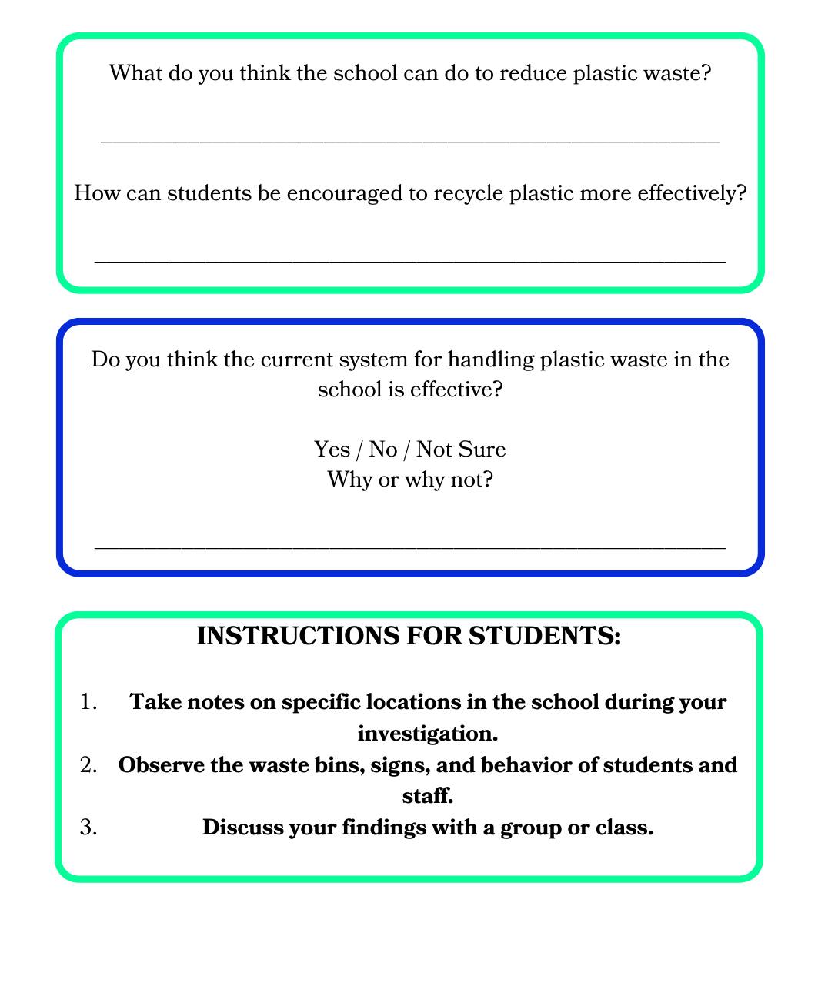 What do you think the school can do to reduce plastic waste?
__________________________________________________
How can students be encouraged to recycle plastic more effectively?
___________________________________________________
Do you think the current system for handling plastic waste in the
school is effective?
Yes / No / Not Sure
Why or why not?
___________________________________________________
INSTRUCTIONS FOR STUDENTS:
1. Take notes on specific locations in the school during your
investigation.
2. Observe the waste bins, signs, and behavior of students and
staff.
3. Discuss your findings with a group or class.